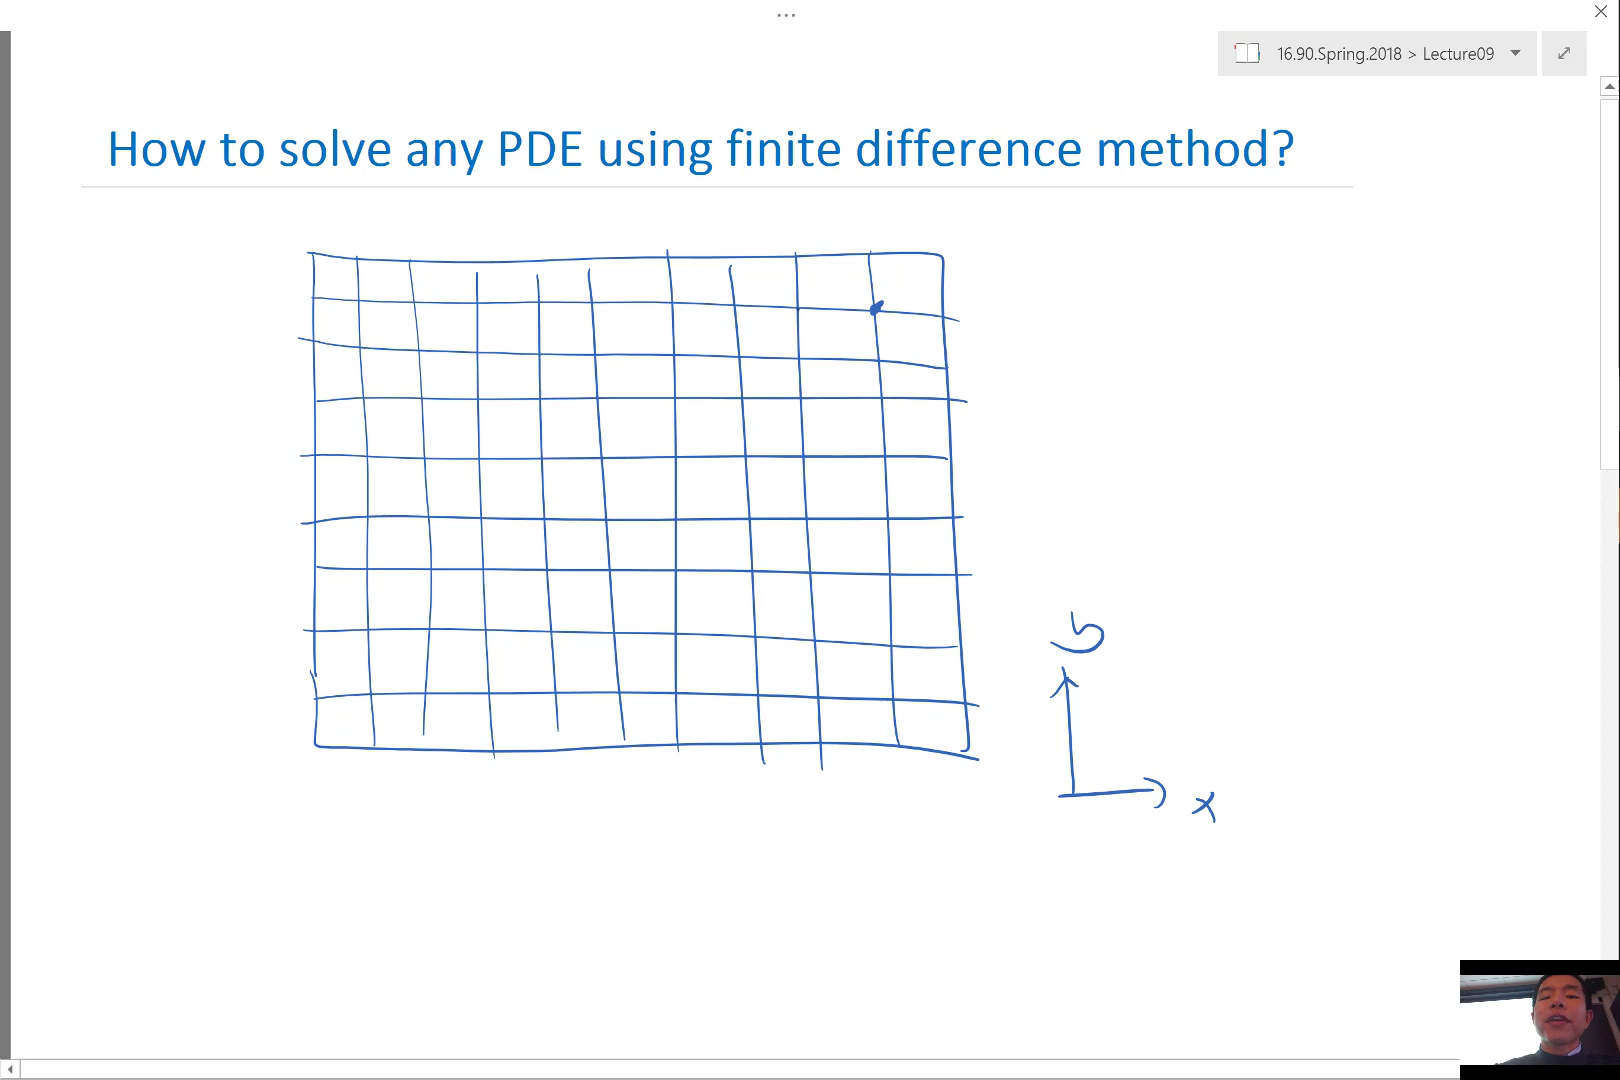 16.90.Spring.2018 > Lecture09
How to solve any PDE using finite difference method?
y
x